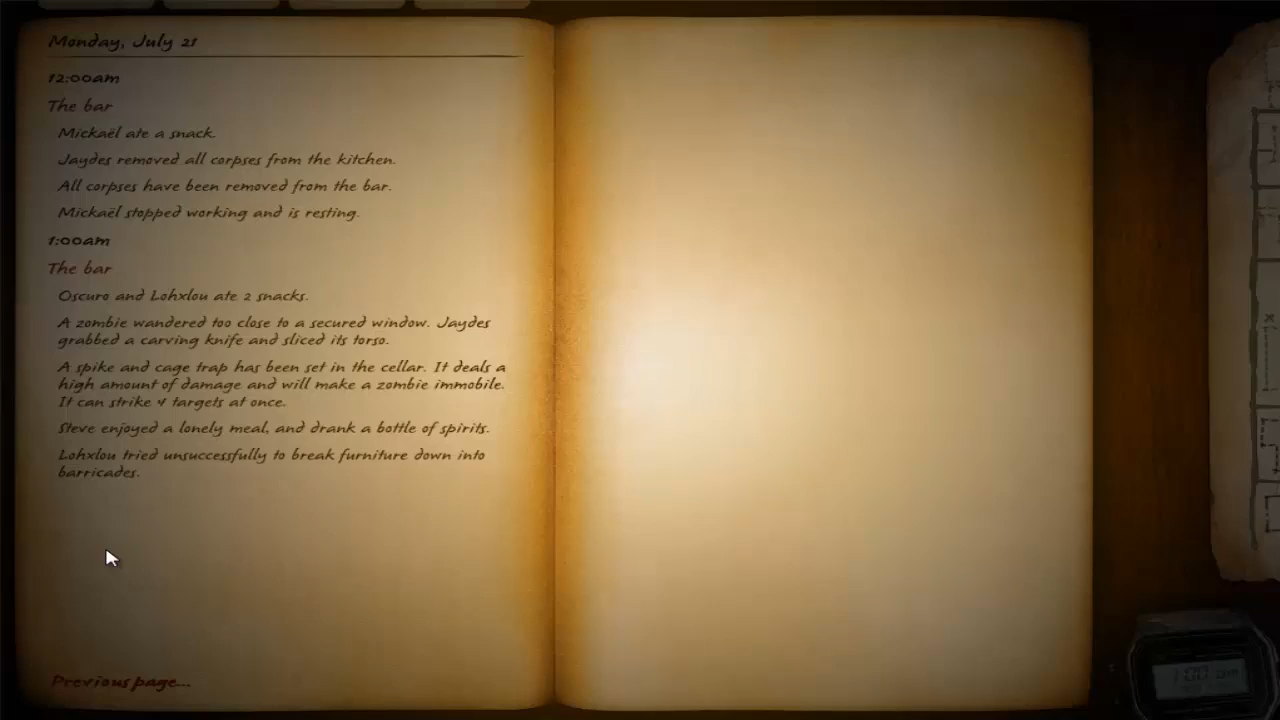 Monday, July 21
12:00am
The bar
Mickaël ate a snack.
Jaydes removed all corpses from the kitchen.
All corpses have been removed from the bar.
Mickaël stopped working and is resting.
1:00am
The bar
Oscuro and Lohxlou ate 2 snacks.
A zombie wandered too close to a secured window. Jaydes
grabbed a carving knife and sliced its torso.
A spike and cage trap has been set in the cellar. It deals a
high amount of damage and will make a zombie immobile.
It can strike 4 targets at once.
Steve enjoyed a lonely meal, and drank a bottle of spirits.
Lohxlou tried unsuccessfully to break furniture down into
barricades.
Previous page...
1:00 am